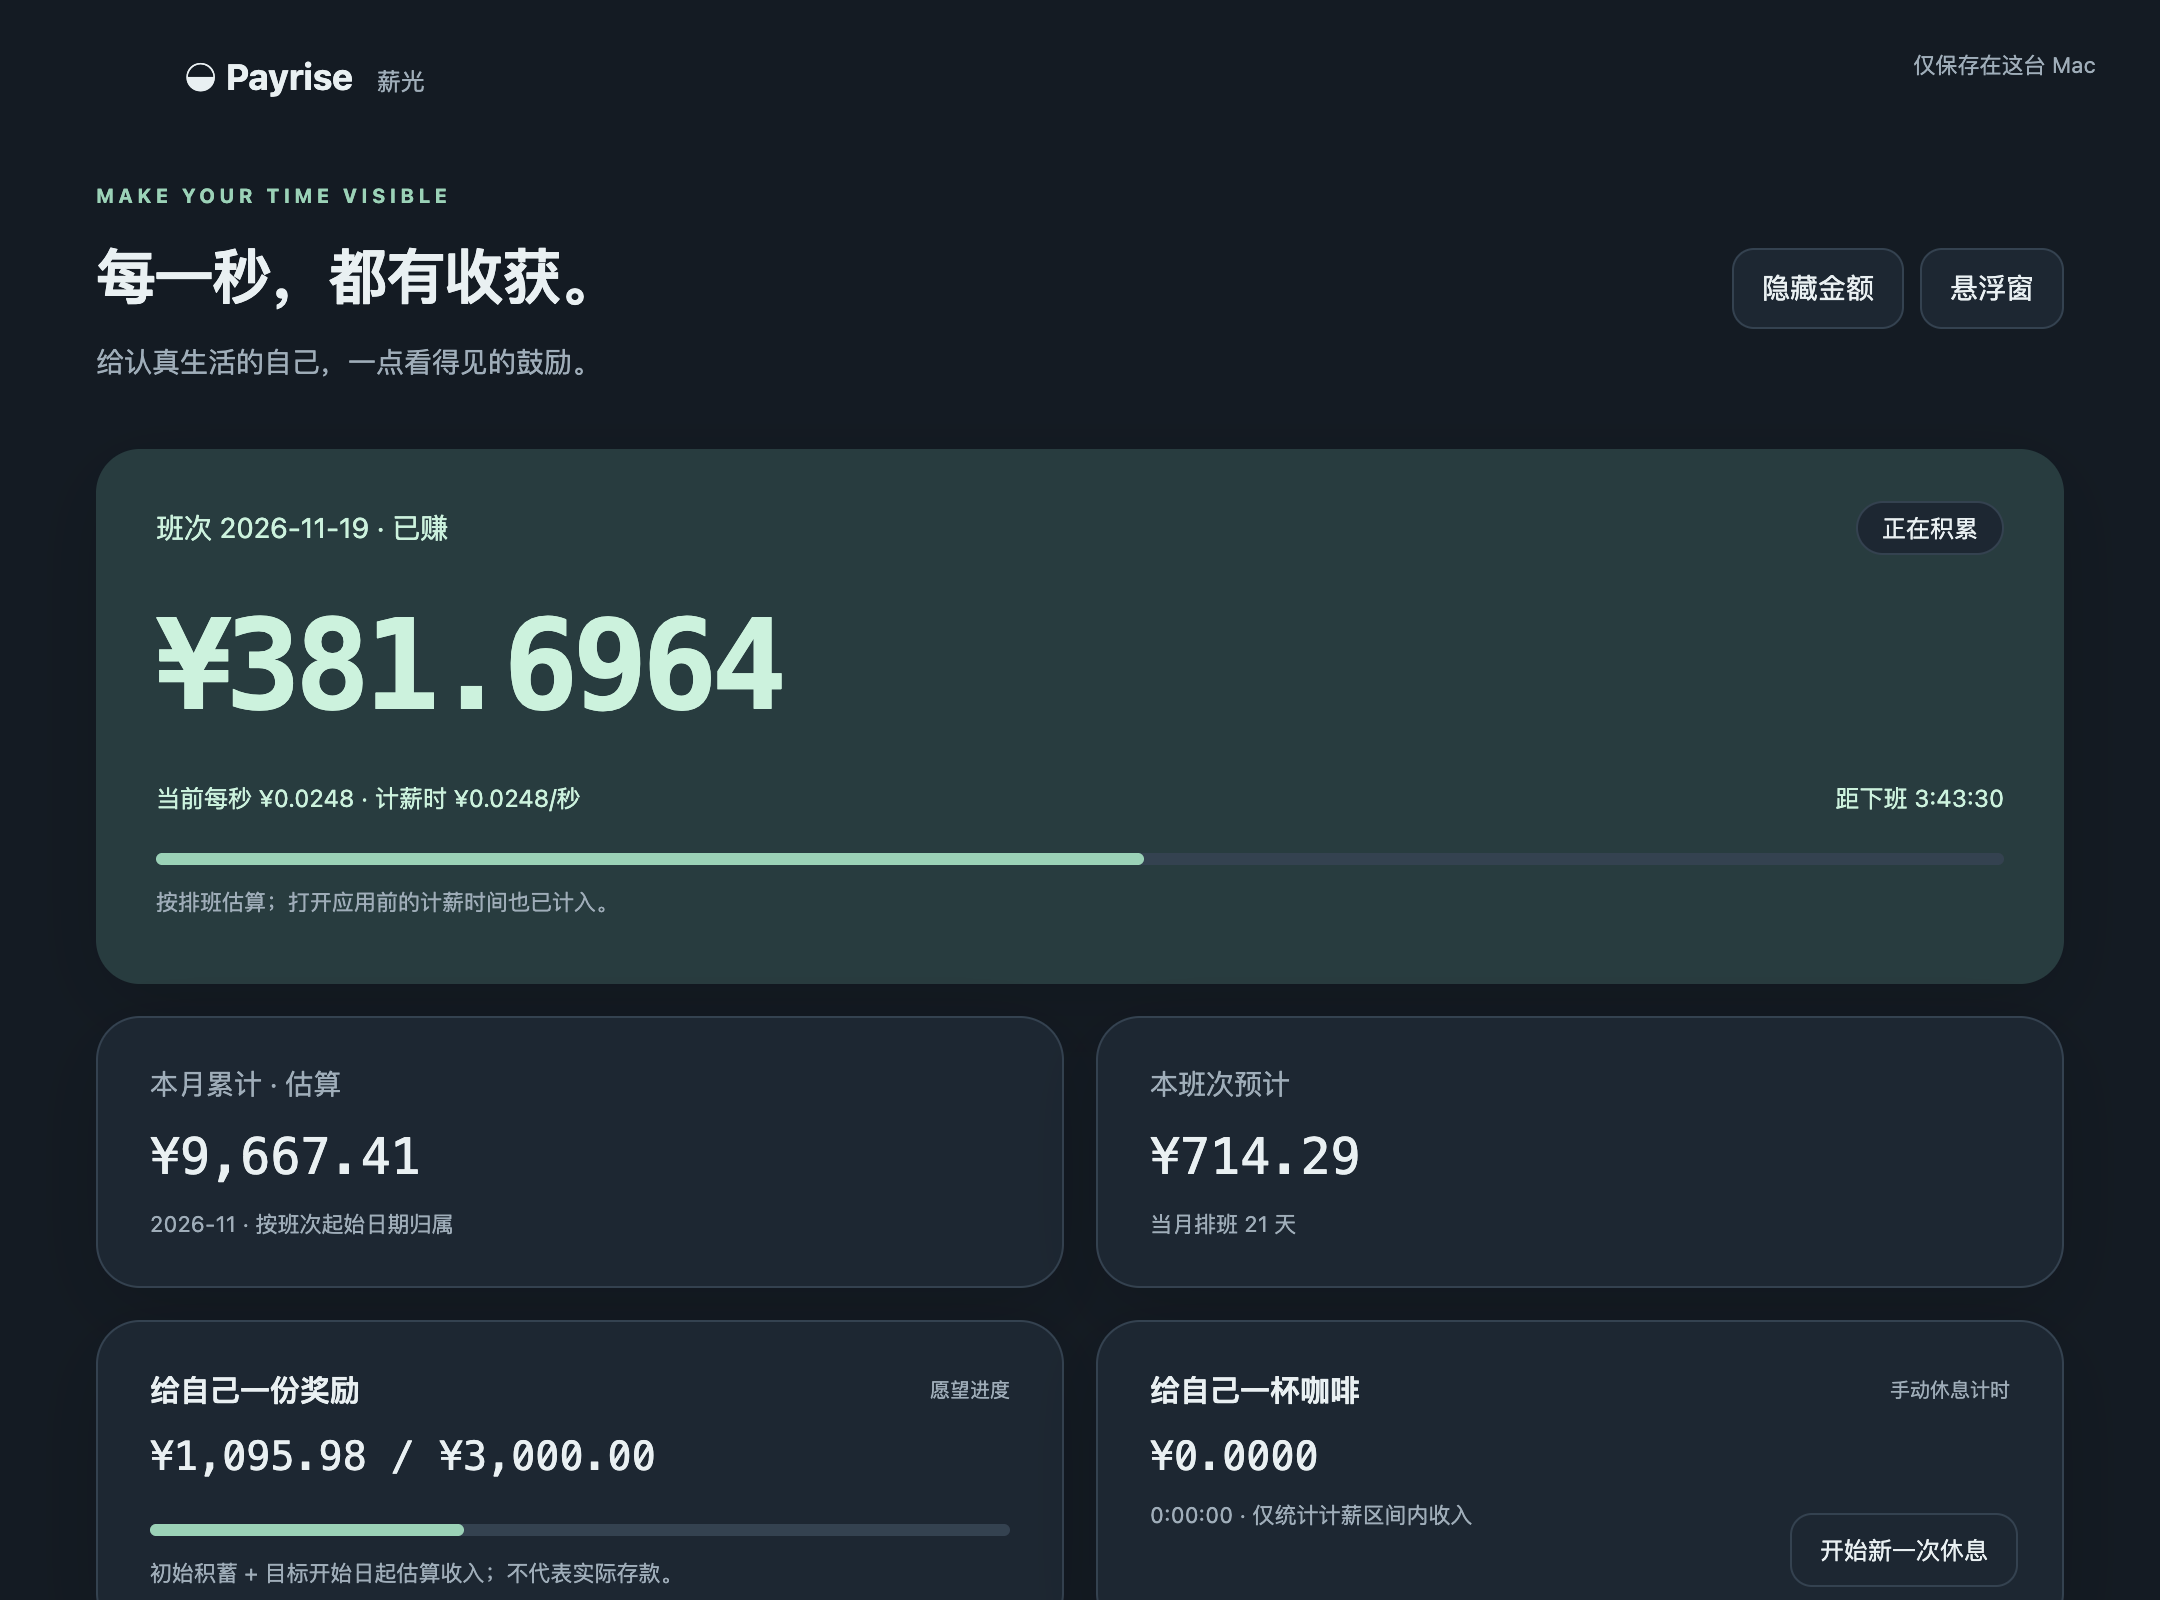 Payrise 薪光
仅保存在这台 Mac
MAKE YOUR TIME VISIBLE
每一秒，都有收获。
隐藏金额
悬浮窗
给认真生活的自己，一点看得见的鼓励。
班次 2026-11-19 · 已赚
正在积累
¥381.6964
当前每秒 ¥0.0248 · 计薪时 ¥0.0248/秒
距下班 3:43:30
按排班估算；打开应用前的计薪时间也已计入。
本月累计 · 估算
¥9,667.41
2026-11 · 按班次起始日期归属
本班次预计
¥714.29
当月排班 21 天
给自己一份奖励
愿望进度
¥1,095.98 / ¥3,000.00
初始积蓄 + 目标开始日起估算收入；不代表实际存款。
给自己一杯咖啡
手动休息计时
¥0.0000
0:00:00 · 仅统计计薪区间内收入
开始新一次休息